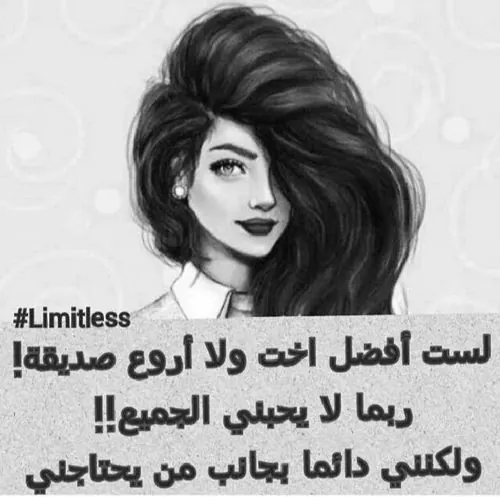 #Limitless
لست أفضل اخت ولا أروع صديقة!
ربما لا يحبني الجميع!!
ولكنني دائما بجانب من يحتاجني